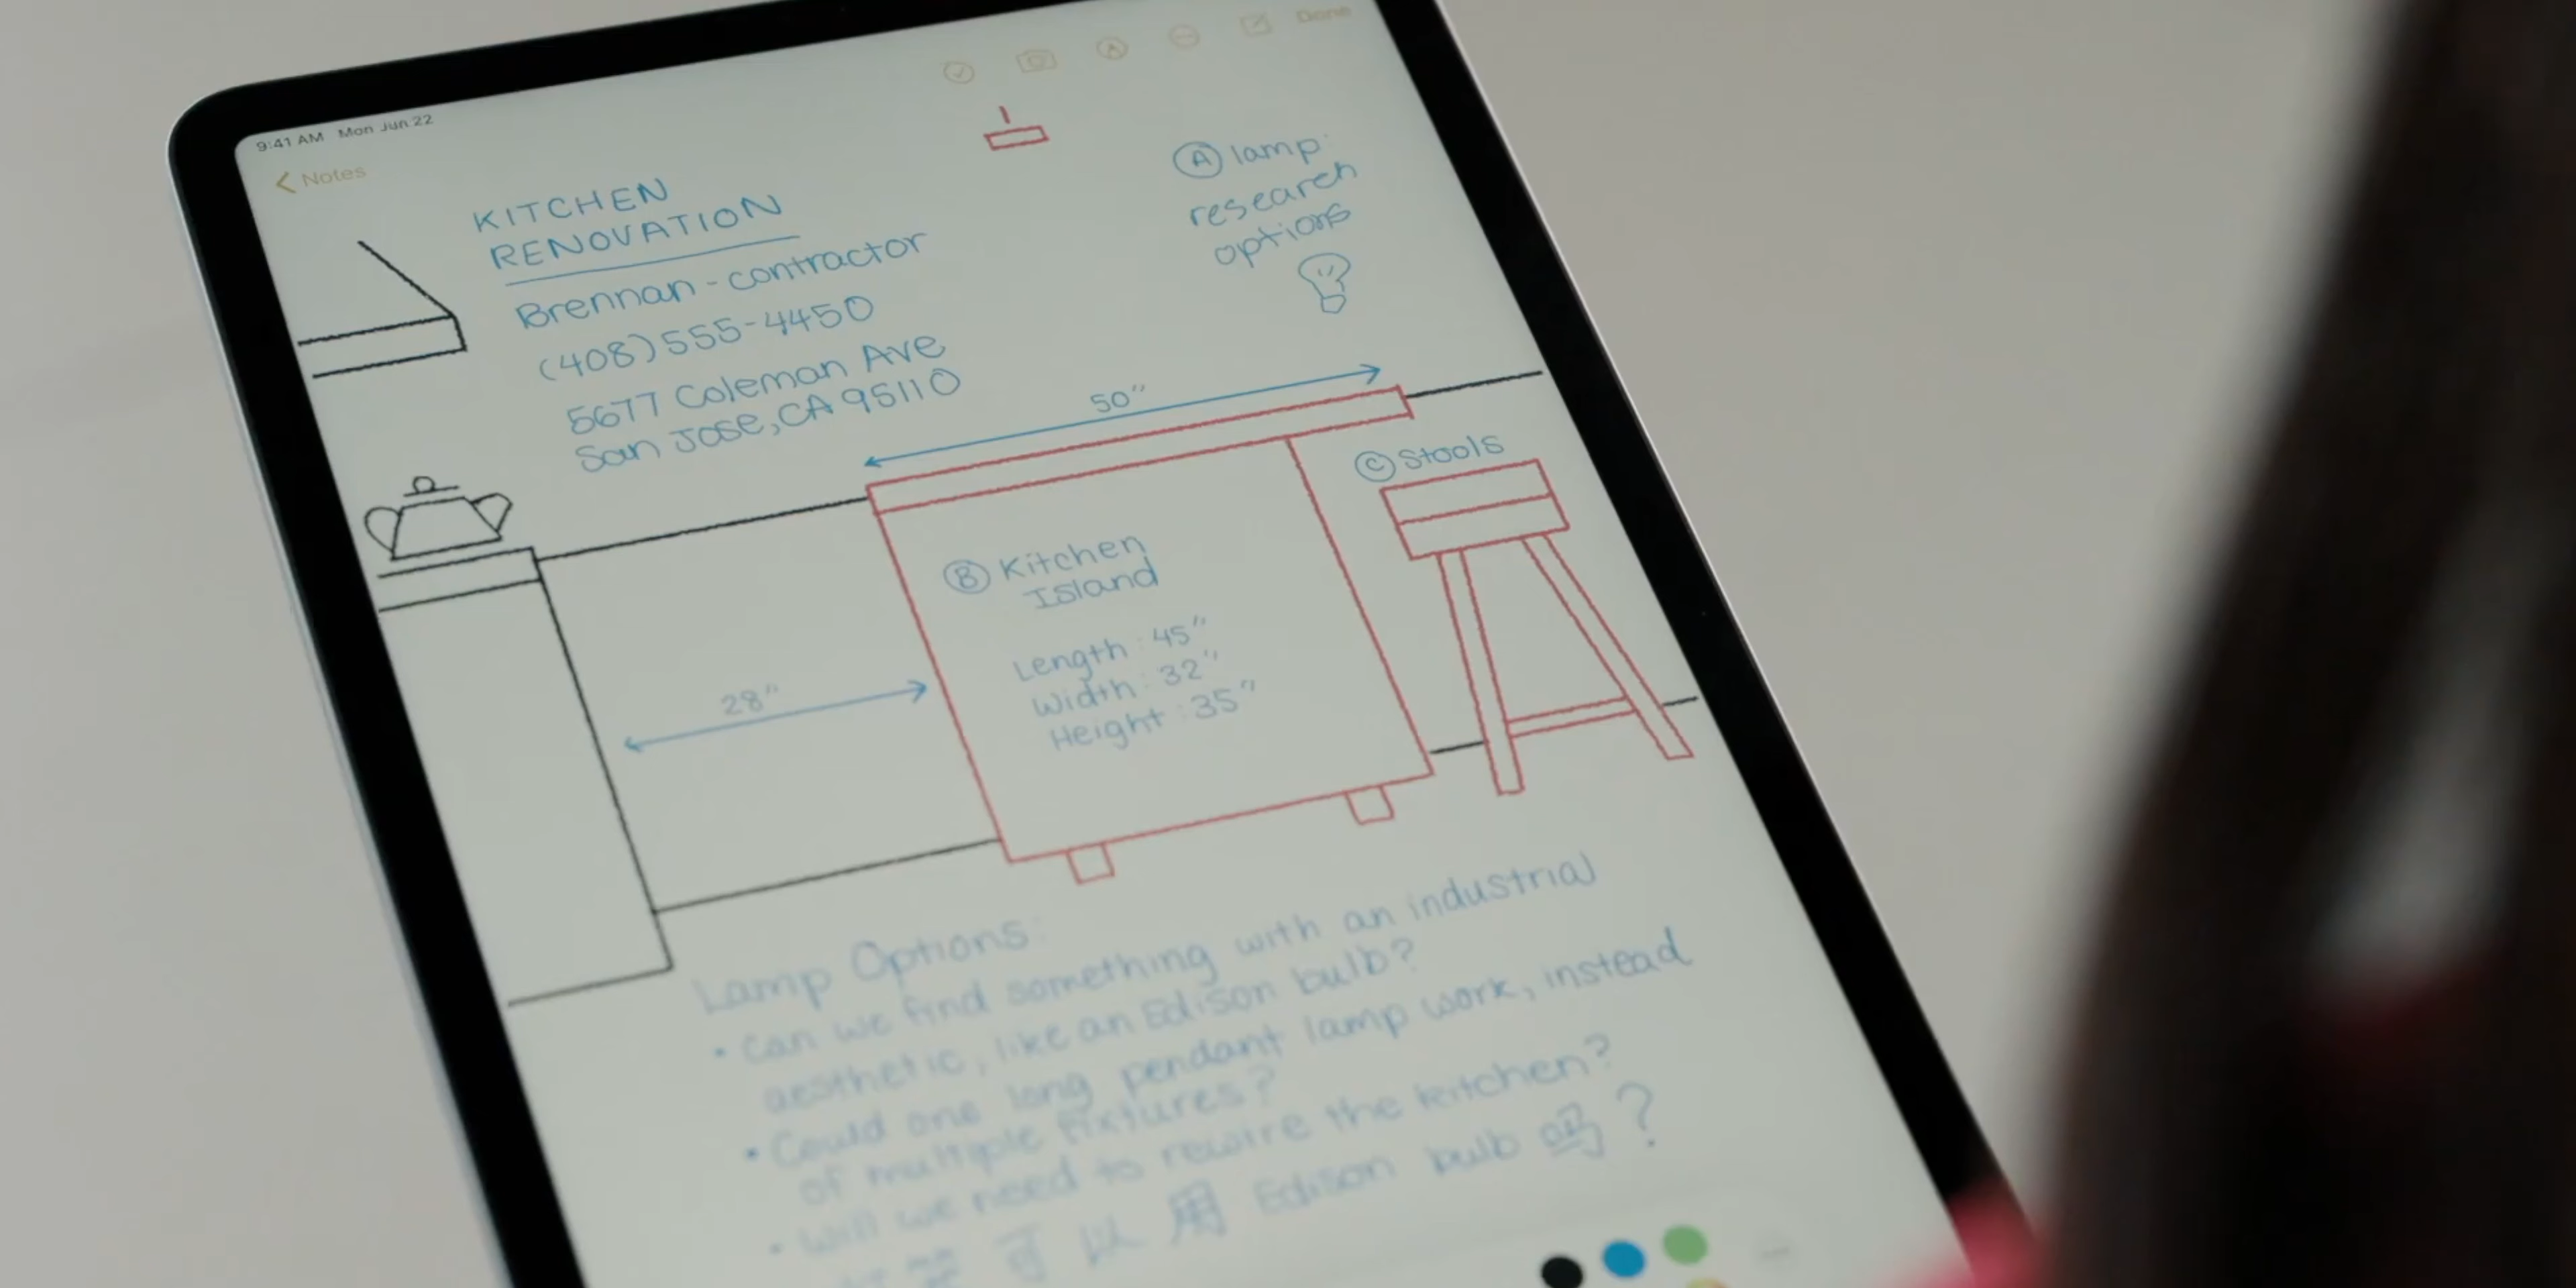 9:41 AM Mon Jun 22
Done
Notes
KITCHEN
RENOVATION
Brennan - contractor
(408) 555-4450
5677 Coleman Ave
San Jose, CA 95110
A lamp:
research
options
50"
C Stools
B Kitchen
Island
Length : 45"
Width : 32"
Height : 35"
28"
Lamp Options:
• Can we find something with an industrial
aesthetic, like an Edison bulb?
• Could one long pendant lamp work, instead
of multiple fixtures?
• Will we need to rewire the kitchen?
可以用 Edison bulb 吗?